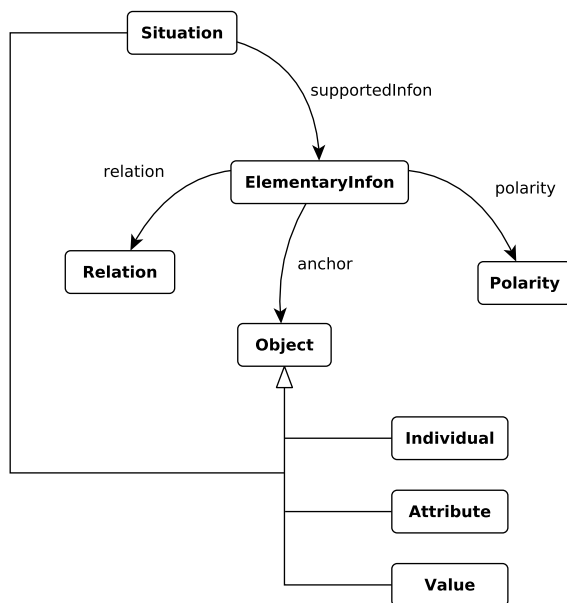 Situation
supportedInfon
relation
ElementaryInfon
polarity
Relation
anchor
Polarity
Object
Individual
Attribute
Value